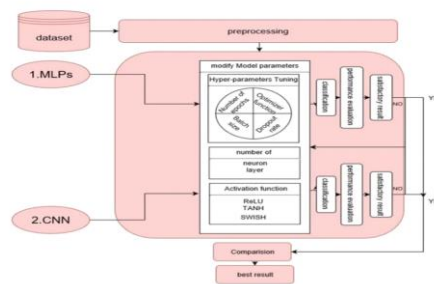 dataset
preprocessing
1.MLPs
2.CNN
modify Model parameters
Hyper-parameters Tuning
Number of epochs
Optimizer function
Batch size
Dropout rate
number of
neuron
layer
Activation function
ReLU
TANH
SWISH
classification
performance evaluation
satisfactory result
NO
Y
classification
performance evaluation
satisfactory result
NO
Y
Comparision
best result